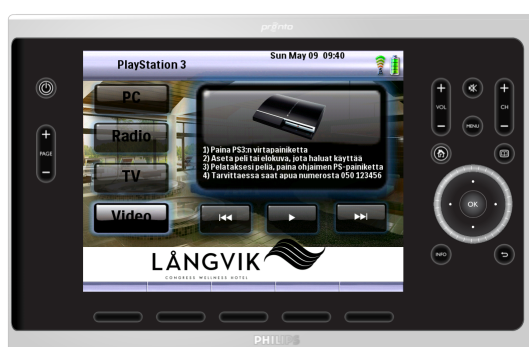 pronto
PlayStation 3
Sun May 09 09:40
PC
Radio
TV
Video
1) Paina PS3:n virtapainiketta
2) Aseta peli tai elokuva, jota haluat käyttää
3) Pelataksesi peliä, paina ohjaimen PS-painiketta
4) Tarvittaessa saat apua numerosta 050 123456
LÅNGVIK
CONGRESS WELLNESS HOTEL
+
PAGE
−
+
VOL
−
MENU
+
CH
−
OK
INFO
PHILIPS